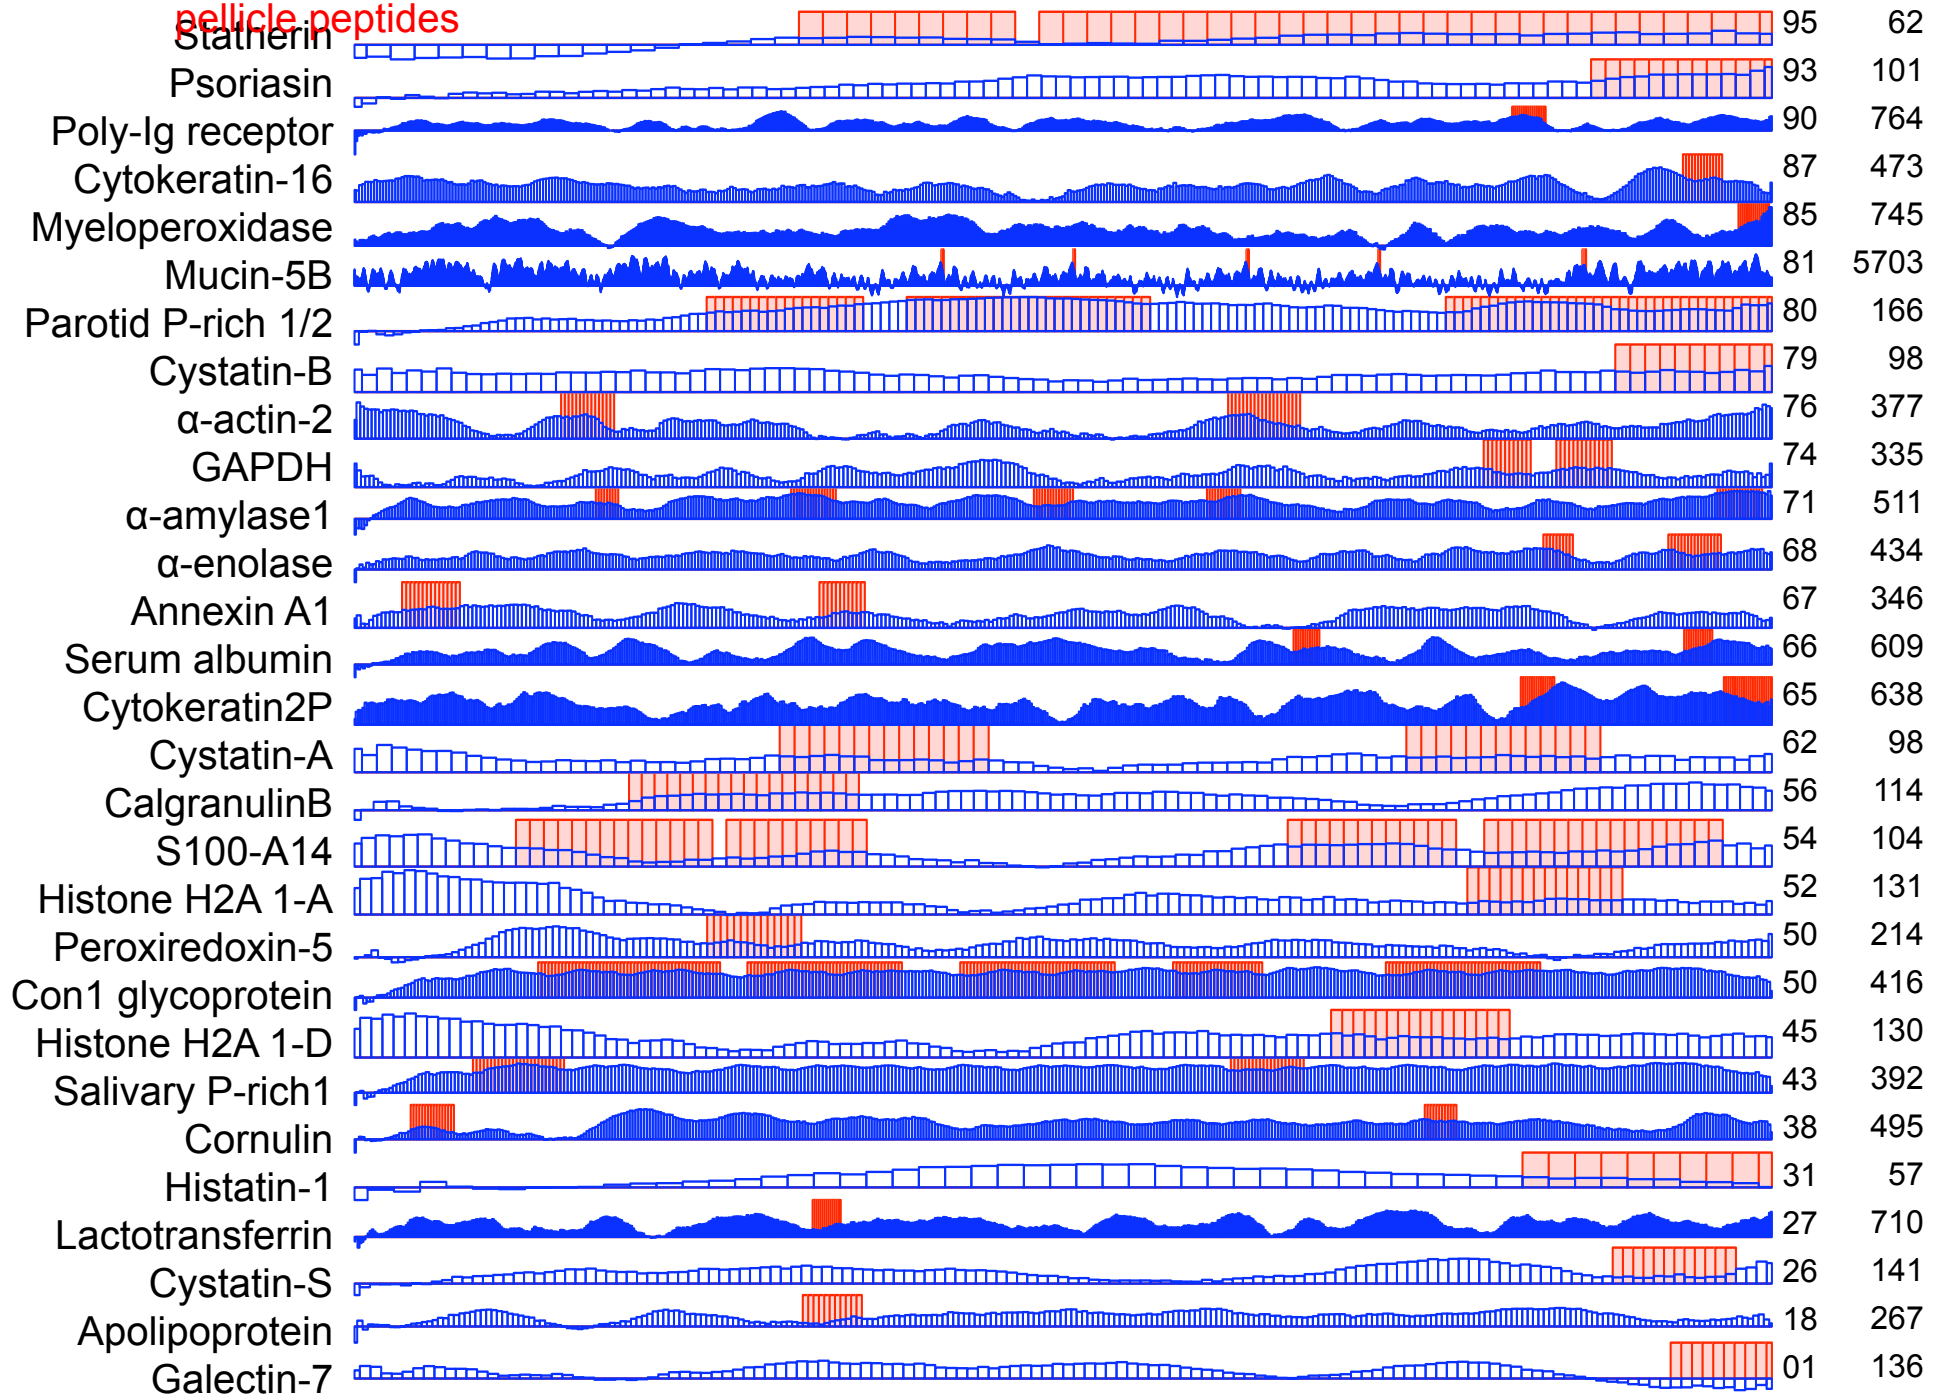 pellicle peptides
Statherin 95 62
Psoriasin 93 101
Poly-Ig receptor 90 764
Cytokeratin-16 87 473
Myeloperoxidase 85 745
Mucin-5B 81 5703
Parotid P-rich 1/2 80 166
Cystatin-B 79 98
α-actin-2 76 377
GAPDH 74 335
α-amylase1 71 511
α-enolase 68 434
Annexin A1 67 346
Serum albumin 66 609
Cytokeratin2P 65 638
Cystatin-A 62 98
CalgranulinB 56 114
S100-A14 54 104
Histone H2A 1-A 52 131
Peroxiredoxin-5 50 214
Con1 glycoprotein 50 416
Histone H2A 1-D 45 130
Salivary P-rich1 43 392
Cornulin 38 495
Histatin-1 31 57
Lactotransferrin 27 710
Cystatin-S 26 141
Apolipoprotein 18 267
Galectin-7 01 136